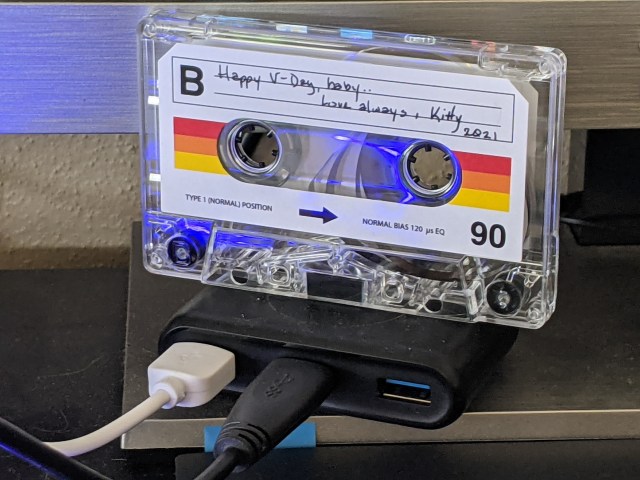 B
Happy V-Day, baby..
Love always, Kitty
2021
TYPE 1 (NORMAL) POSITION
NORMAL BIAS 120 µs EQ
90